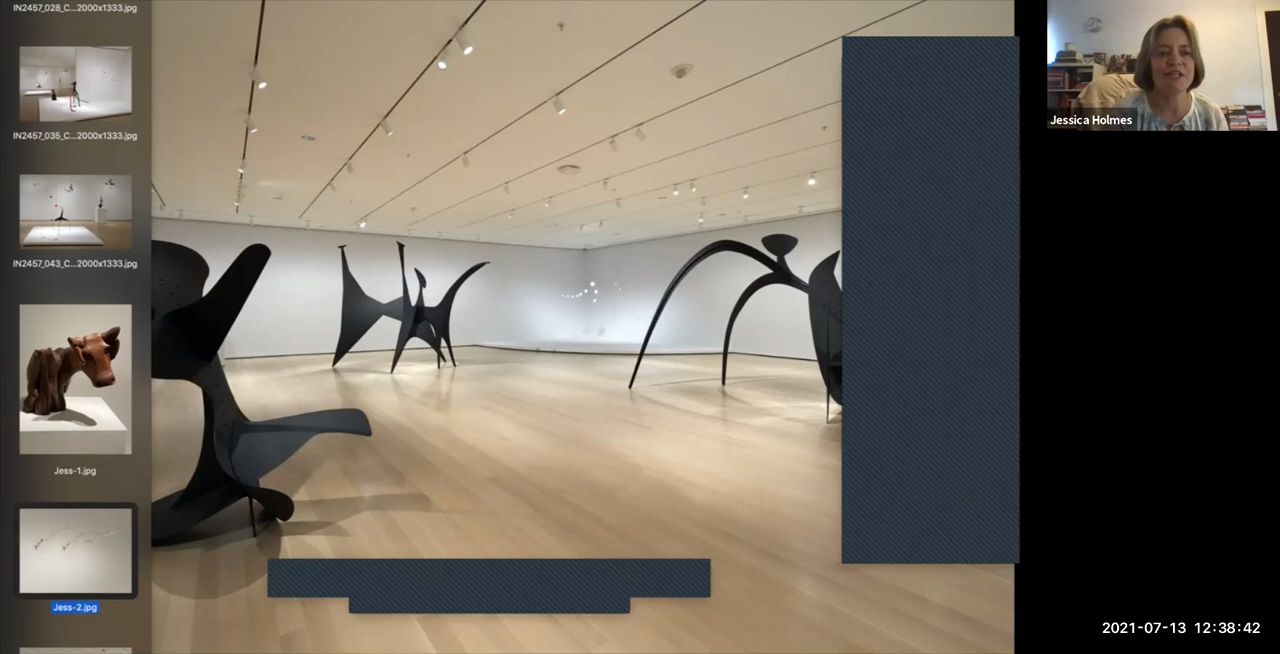 IN2457_028_C...2000x1333.jpg
IN2457_035_C...2000x1333.jpg
IN2457_043_C...2000x1333.jpg
Jess-1.jpg
Jess-2.jpg
Jessica Holmes
2021-07-13 12:38:42